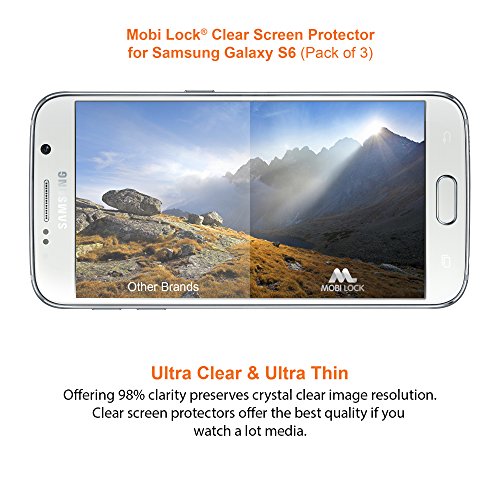 Mobi Lock® Clear Screen Protector
for Samsung Galaxy S6 (Pack of 3)
SAMSUNG
Other Brands
MOBI LOCK
Ultra Clear & Ultra Thin
Offering 98% clarity preserves crystal clear image resolution.
Clear screen protectors offer the best quality if you
watch a lot media.